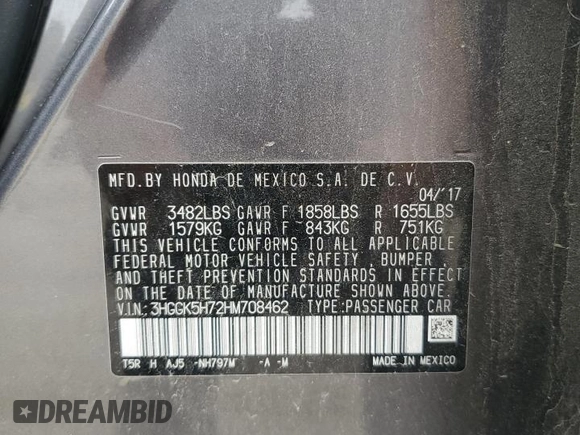 MFD. BY HONDA DE MEXICO S.A. DE C.V.
04/'17
GVWR 3482LBS GAWR F 1858LBS R 1655LBS
GVWR 1579KG GAWR F 843KG R 751KG
THIS VEHICLE CONFORMS TO ALL APPLICABLE
FEDERAL MOTOR VEHICLE SAFETY, BUMPER,
AND THEFT PREVENTION STANDARDS IN EFFECT
ON THE DATE OF MANUFACTURE SHOWN ABOVE.
V.I.N.: 3HGGK5H72HM708462 TYPE:PASSENGER CAR
T5R H AJ5 -NH797M -A -M MADE IN MEXICO
DREAMBID